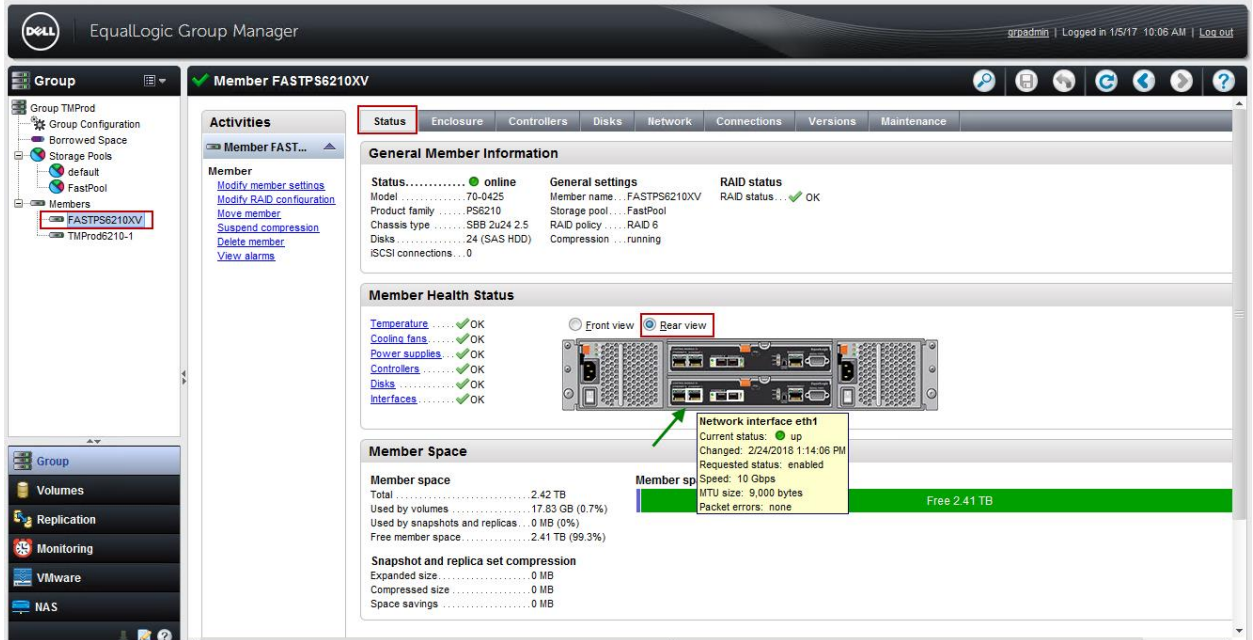 DELL
EqualLogic Group Manager
grpadmin | Logged in 1/5/17 10:06 AM | Log out
Group
Group TMProd
Group Configuration
Borrowed Space
Storage Pools
default
FastPool
Members
FASTPS6210XV
TMProd6210-1
Group
Volumes
Replication
Monitoring
VMware
NAS
Member FASTPS6210XV
Activities
Member FAST...
Member
Modify member settings
Modify RAID configuration
Move member
Suspend compression
Delete member
View alarms
Status Enclosure Controllers Disks Network Connections Versions Maintenance
General Member Information
Status............ online
Model ..............70-0425
Product family ......PS6210
Chassis type .......SBB 2u24 2.5
Disks...............24 (SAS HDD)
iSCSI connections...0
General settings
Member name...FASTPS6210XV
Storage pool....FastPool
RAID policy .....RAID 6
Compression ...running
RAID status
RAID status... OK
Member Health Status
Temperature ..... OK
Cooling fans...... OK
Power supplies... OK
Controllers ....... OK
Disks ............ OK
Interfaces........ OK
Front view Rear view
Network interface eth1
Current status: up
Changed: 2/24/2018 1:14:06 PM
Requested status: enabled
Speed: 10 Gbps
MTU size: 9,000 bytes
Packet errors: none
Member Space
Member space
Total ...........................2.42 TB
Used by volumes ................17.83 GB (0.7%)
Used by snapshots and replicas...0 MB (0%)
Free member space...............2.41 TB (99.3%)
Member sp
Free 2.41 TB
Snapshot and replica set compression
Expanded size...................0 MB
Compressed size .................0 MB
Space savings ..................0 MB